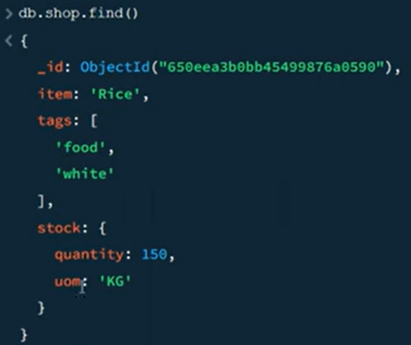 > db.shop.find()
< {
_id: ObjectId("650eea3b0bb45499876a0590"),
item: 'Rice',
tags: [
'food',
'white'
],
stock: {
quantity: 150,
uom: 'KG'
}
}